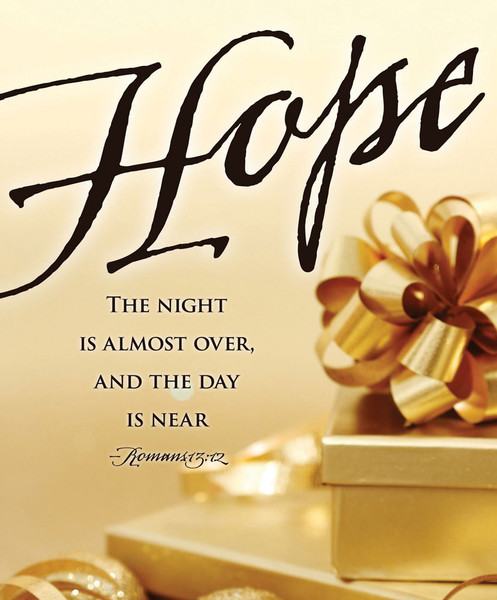 Hope
The night
is almost over,
and the day
is near
–Romans 13:12